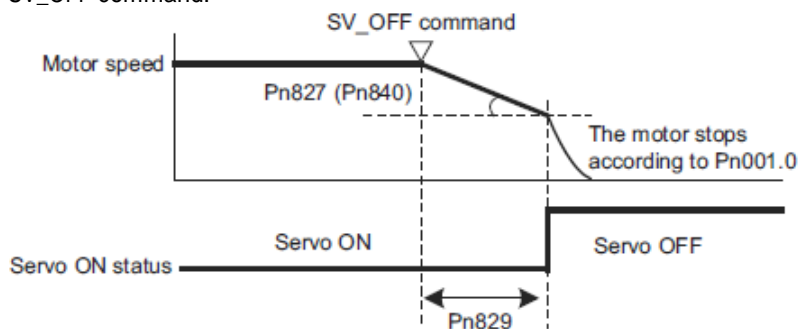 SV_OFF command.
SV_OFF command
Motor speed
Pn827 (Pn840)
The motor stops
according to Pn001.0
Servo ON
Servo OFF
Servo ON status
Pn829